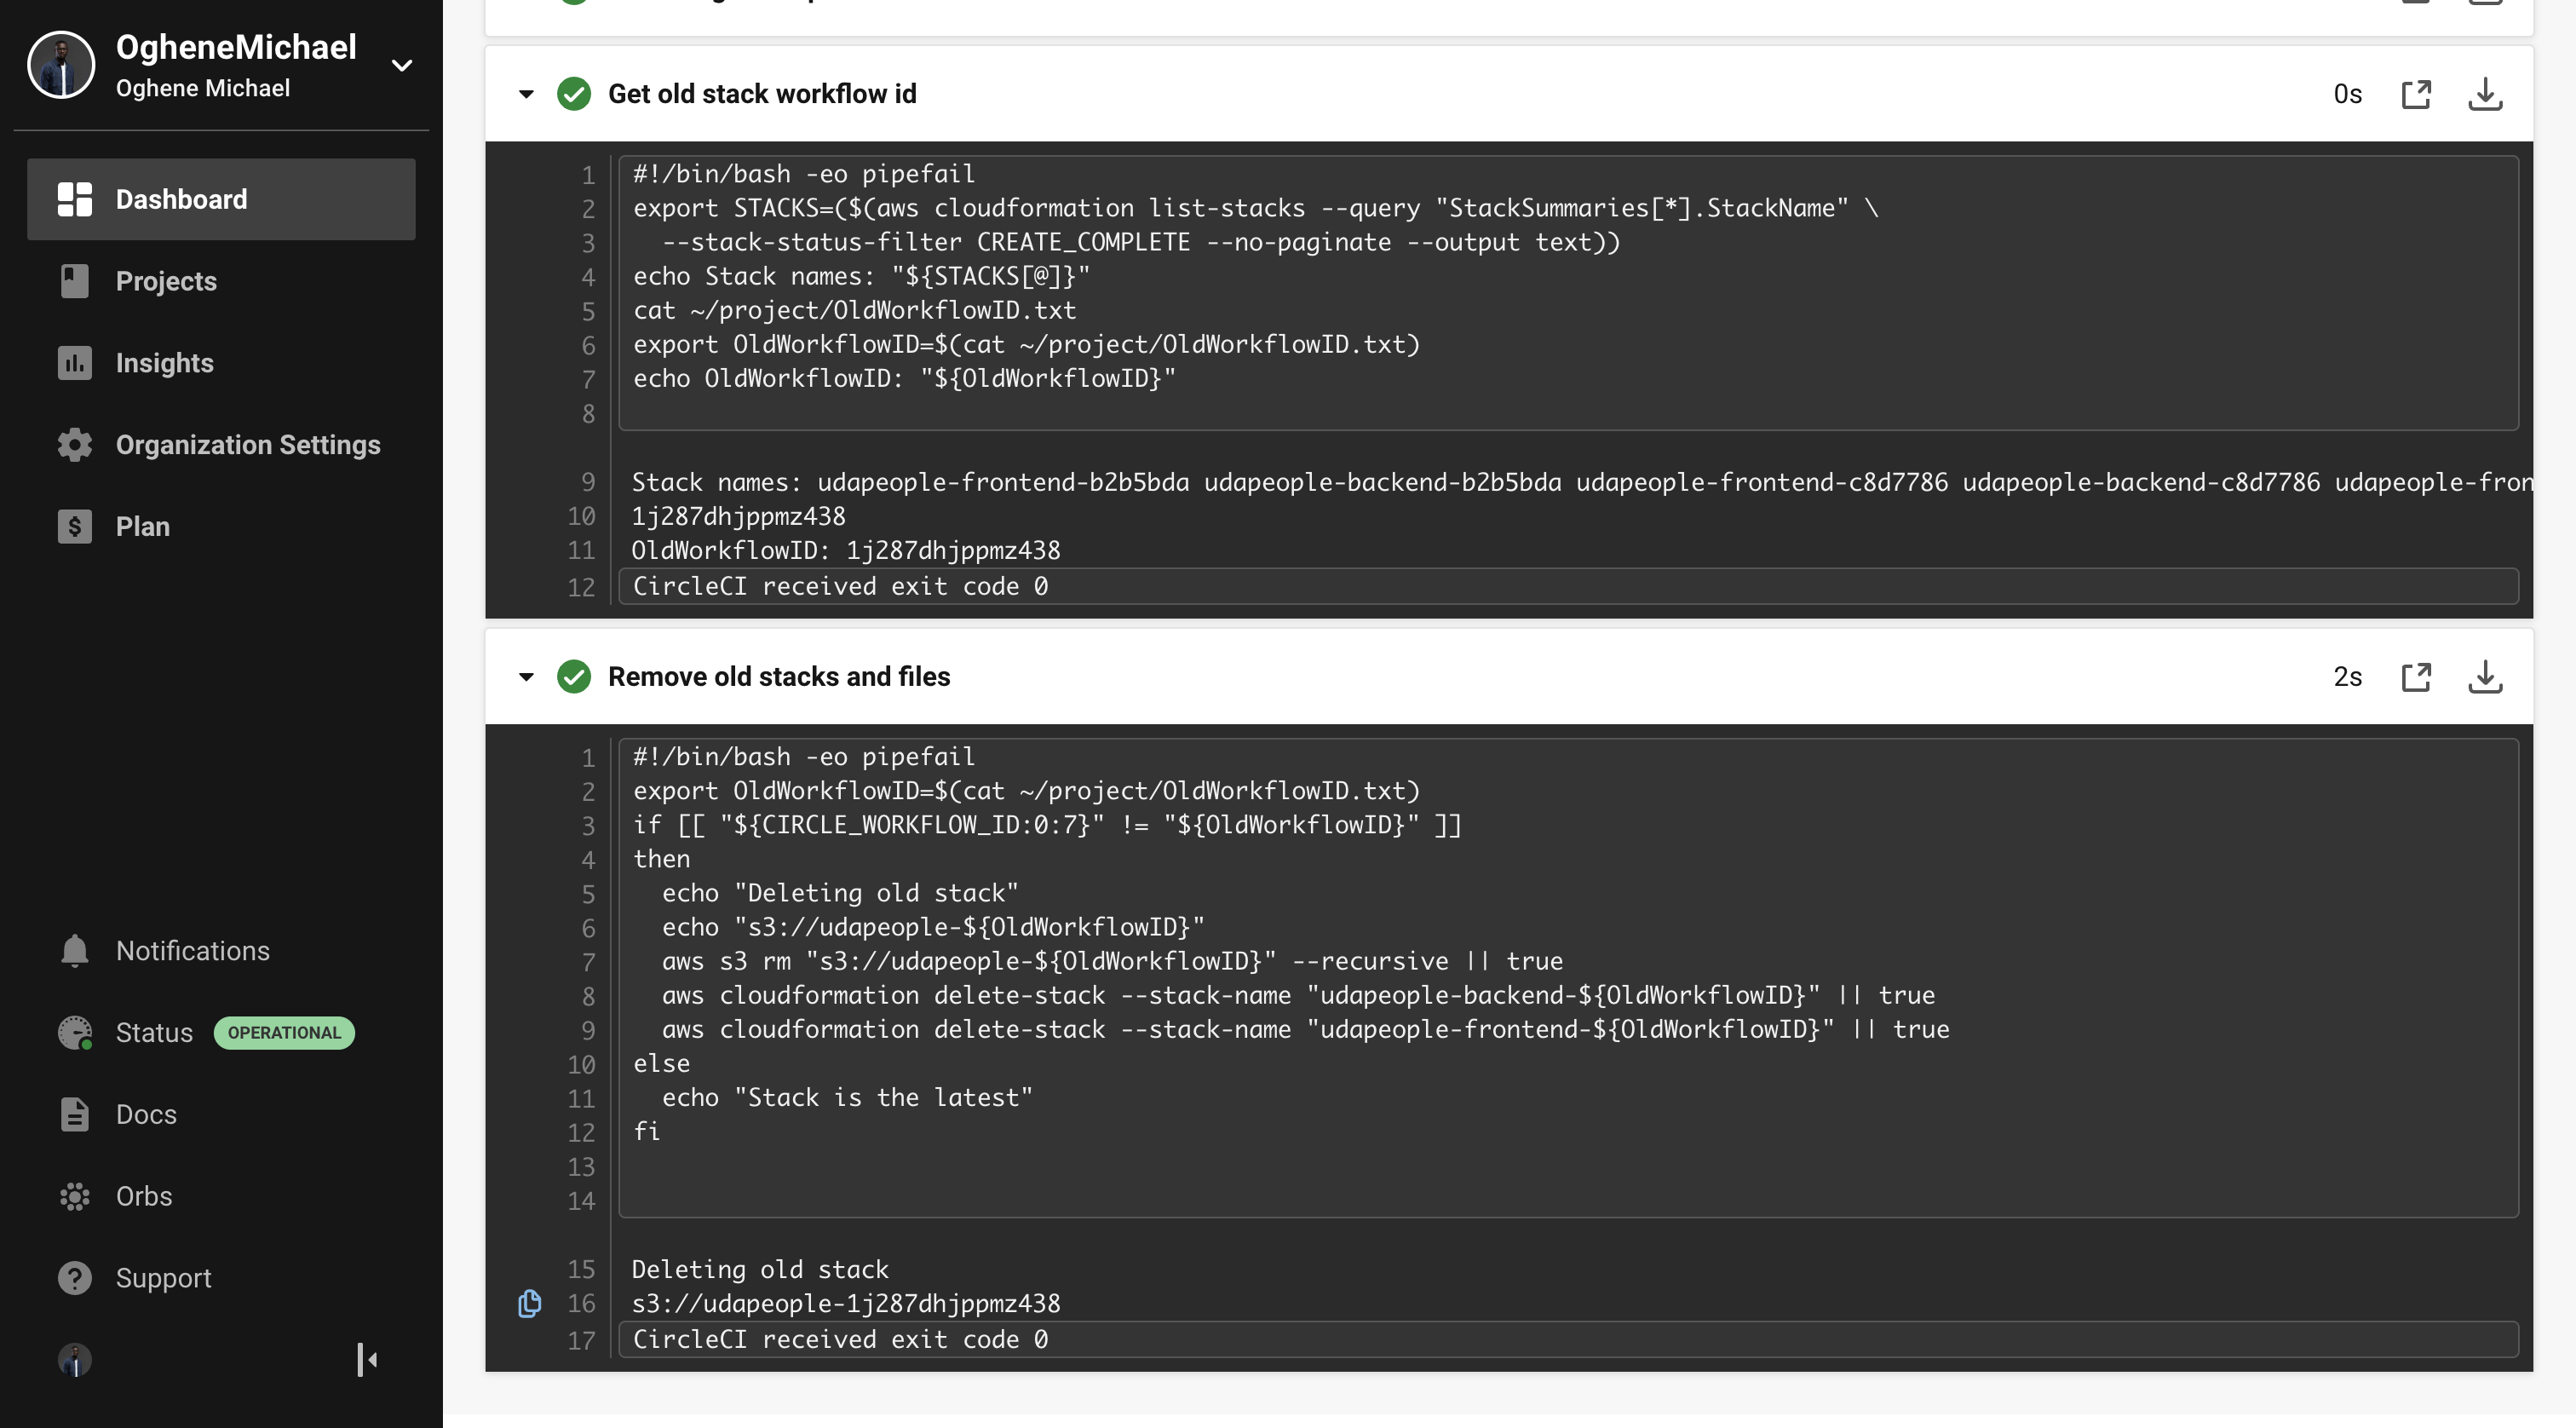 OgheneMichael
Oghene Michael
Dashboard
Projects
Insights
Organization Settings
Plan
Notifications
Status OPERATIONAL
Docs
Orbs
Support
Get old stack workflow id 0s
1 #!/bin/bash -eo pipefail
2 export STACKS=($(aws cloudformation list-stacks --query "StackSummaries[*].StackName" \
3   --stack-status-filter CREATE_COMPLETE --no-paginate --output text))
4 echo Stack names: "${STACKS[@]}"
5 cat ~/project/OldWorkflowID.txt
6 export OldWorkflowID=$(cat ~/project/OldWorkflowID.txt)
7 echo OldWorkflowID: "${OldWorkflowID}"
8
9 Stack names: udapeople-frontend-b2b5bda udapeople-backend-b2b5bda udapeople-frontend-c8d7786 udapeople-backend-c8d7786 udapeople-fron
10 1j287dhjppmz438
11 OldWorkflowID: 1j287dhjppmz438
12 CircleCI received exit code 0
Remove old stacks and files 2s
1 #!/bin/bash -eo pipefail
2 export OldWorkflowID=$(cat ~/project/OldWorkflowID.txt)
3 if [[ "${CIRCLE_WORKFLOW_ID:0:7}" != "${OldWorkflowID}" ]]
4 then
5   echo "Deleting old stack"
6   echo "s3://udapeople-${OldWorkflowID}"
7   aws s3 rm "s3://udapeople-${OldWorkflowID}" --recursive || true
8   aws cloudformation delete-stack --stack-name "udapeople-backend-${OldWorkflowID}" || true
9   aws cloudformation delete-stack --stack-name "udapeople-frontend-${OldWorkflowID}" || true
10 else
11   echo "Stack is the latest"
12 fi
13
14
15 Deleting old stack
16 s3://udapeople-1j287dhjppmz438
17 CircleCI received exit code 0